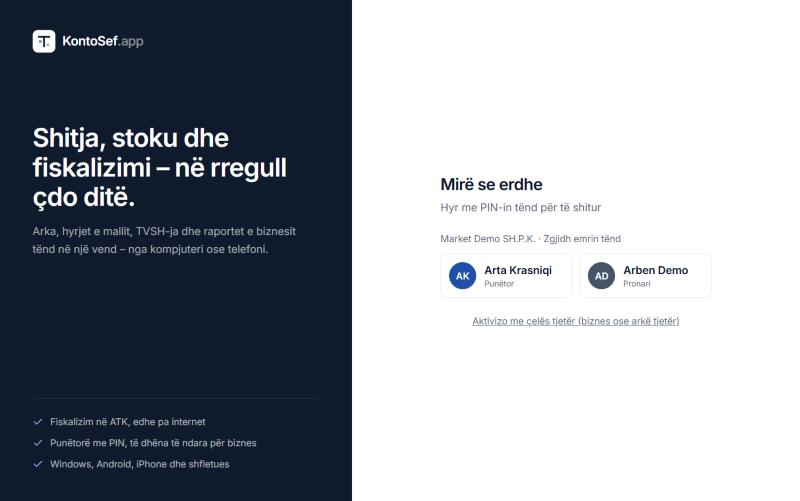 KontoSef.app
Shitja, stoku dhe
fiskalizimi – në rregull
çdo ditë.
Arka, hyrjet e mallit, TVSH-ja dhe raportet e biznesit
tënd në një vend – nga kompjuteri ose telefoni.
Fiskalizim në ATK, edhe pa internet
Punëtorë me PIN, të dhëna të ndara për biznes
Windows, Android, iPhone dhe shfletues
Mirë se erdhe
Hyr me PIN-in tënd për të shitur
Market Demo SH.P.K. · Zgjidh emrin tënd
AK
Arta Krasniqi
Punëtor
AD
Arben Demo
Pronari
Aktivizo me çelës tjetër (biznes ose arkë tjetër)